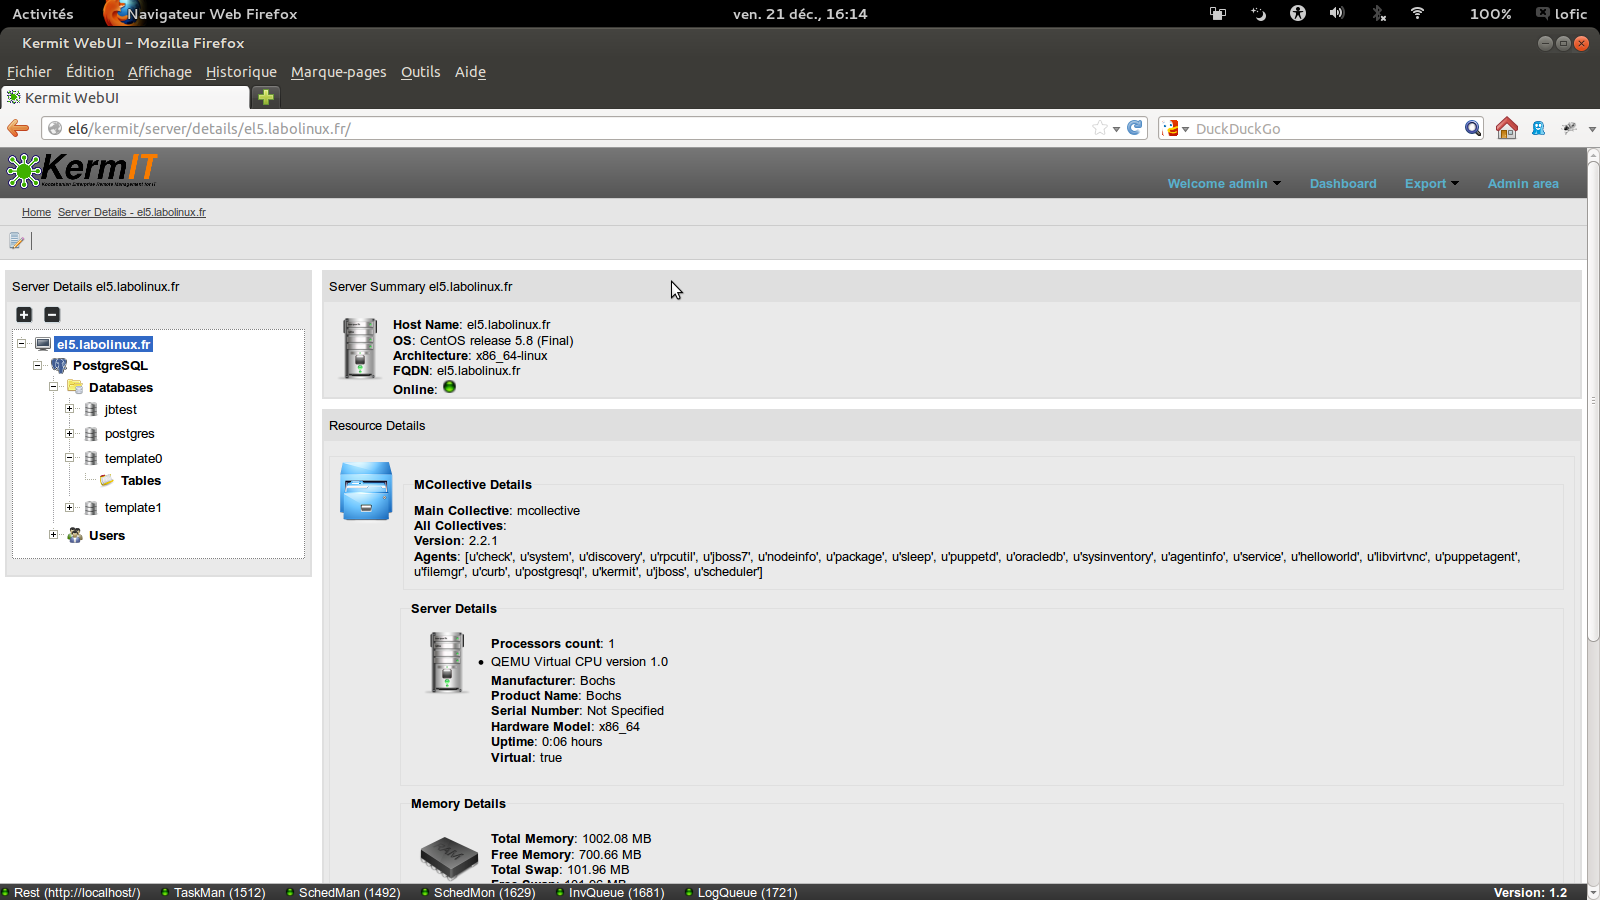 Activités
Navigateur Web Firefox
ven. 21 déc., 16:14
100%
lofic
Kermit WebUI - Mozilla Firefox
Fichier Édition Affichage Historique Marque-pages Outils Aide
Kermit WebUI
el6/kermit/server/details/el5.labolinux.fr/
DuckDuckGo
KermIT
Welcome admin
Dashboard
Export
Admin area
Home Server Details - el5.labolinux.fr
Server Details el5.labolinux.fr
el5.labolinux.fr
PostgreSQL
Databases
jbtest
postgres
template0
Tables
template1
Users
Server Summary el5.labolinux.fr
Host Name: el5.labolinux.fr
OS: CentOS release 5.8 (Final)
Architecture: x86_64-linux
FQDN: el5.labolinux.fr
Online:
Resource Details
MCollective Details
Main Collective: mcollective
All Collectives:
Version: 2.2.1
Agents: [u'check', u'system', u'discovery', u'rpcutil', u'jboss7', u'nodeinfo', u'package', u'sleep', u'puppetd', u'oracledb', u'sysinventory', u'agentinfo', u'service', u'helloworld', u'libvirtvnc', u'puppetagent',
u'filemgr', u'curb', u'postgresql', u'kermit', u'jboss', u'scheduler']
Server Details
Processors count: 1
• QEMU Virtual CPU version 1.0
Manufacturer: Bochs
Product Name: Bochs
Serial Number: Not Specified
Hardware Model: x86_64
Uptime: 0:06 hours
Virtual: true
Memory Details
RAM
Total Memory: 1002.08 MB
Free Memory: 700.66 MB
Total Swap: 101.96 MB
Free Swap: 101.96 MB
Rest (http://localhost/)
TaskMan (1512)
SchedMan (1492)
SchedMon (1629)
InvQueue (1681)
LogQueue (1721)
Version: 1.2